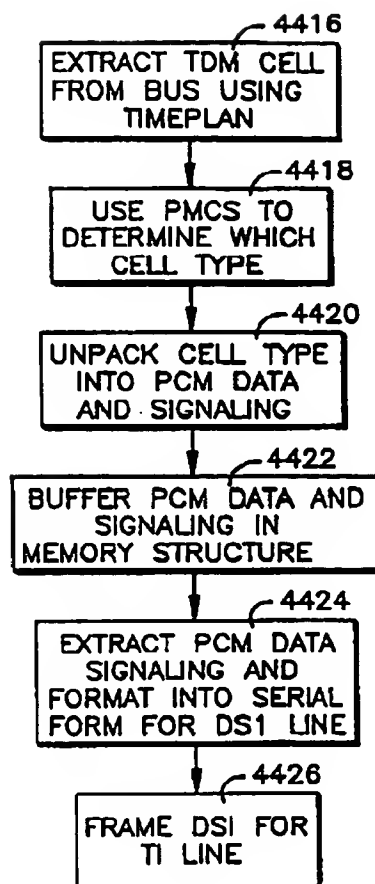 4416
EXTRACT TDM CELL
FROM BUS USING
TIMEPLAN
4418
USE PMCS TO
DETERMINE WHICH
CELL TYPE
4420
UNPACK CELL TYPE
INTO PCM DATA
AND SIGNALING
4422
BUFFER PCM DATA AND
SIGNALING IN
MEMORY STRUCTURE
4424
EXTRACT PCM DATA
SIGNALING AND
FORMAT INTO SERIAL
FORM FOR DS1 LINE
4426
FRAME DSI FOR
TI LINE